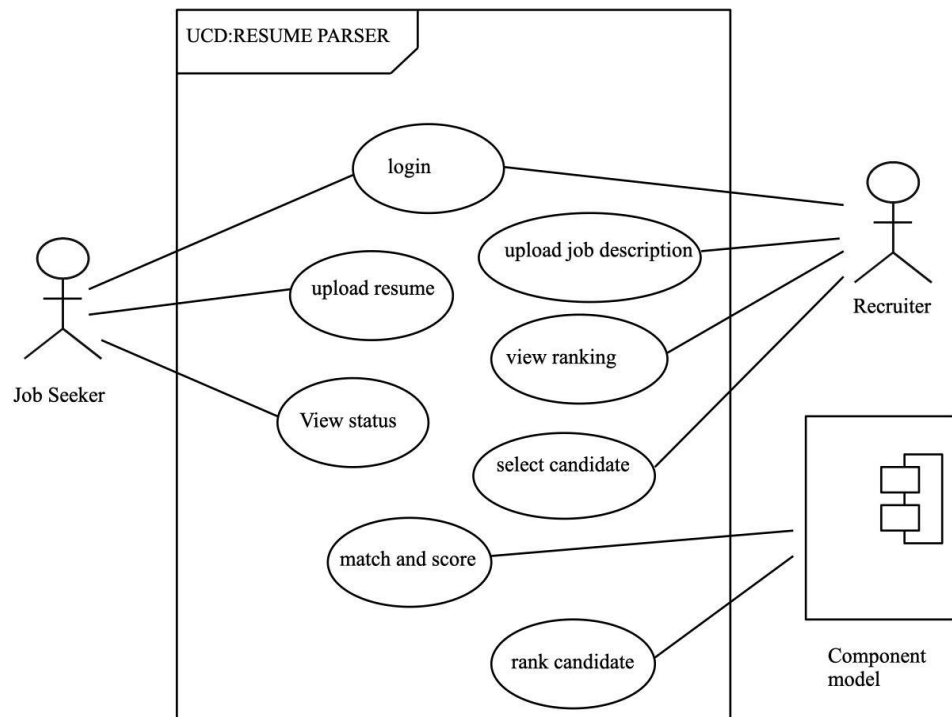 UCD:RESUME PARSER
login
upload job description
upload resume
Recruiter
view ranking
Job Seeker
View status
select candidate
match and score
rank candidate
Component
model